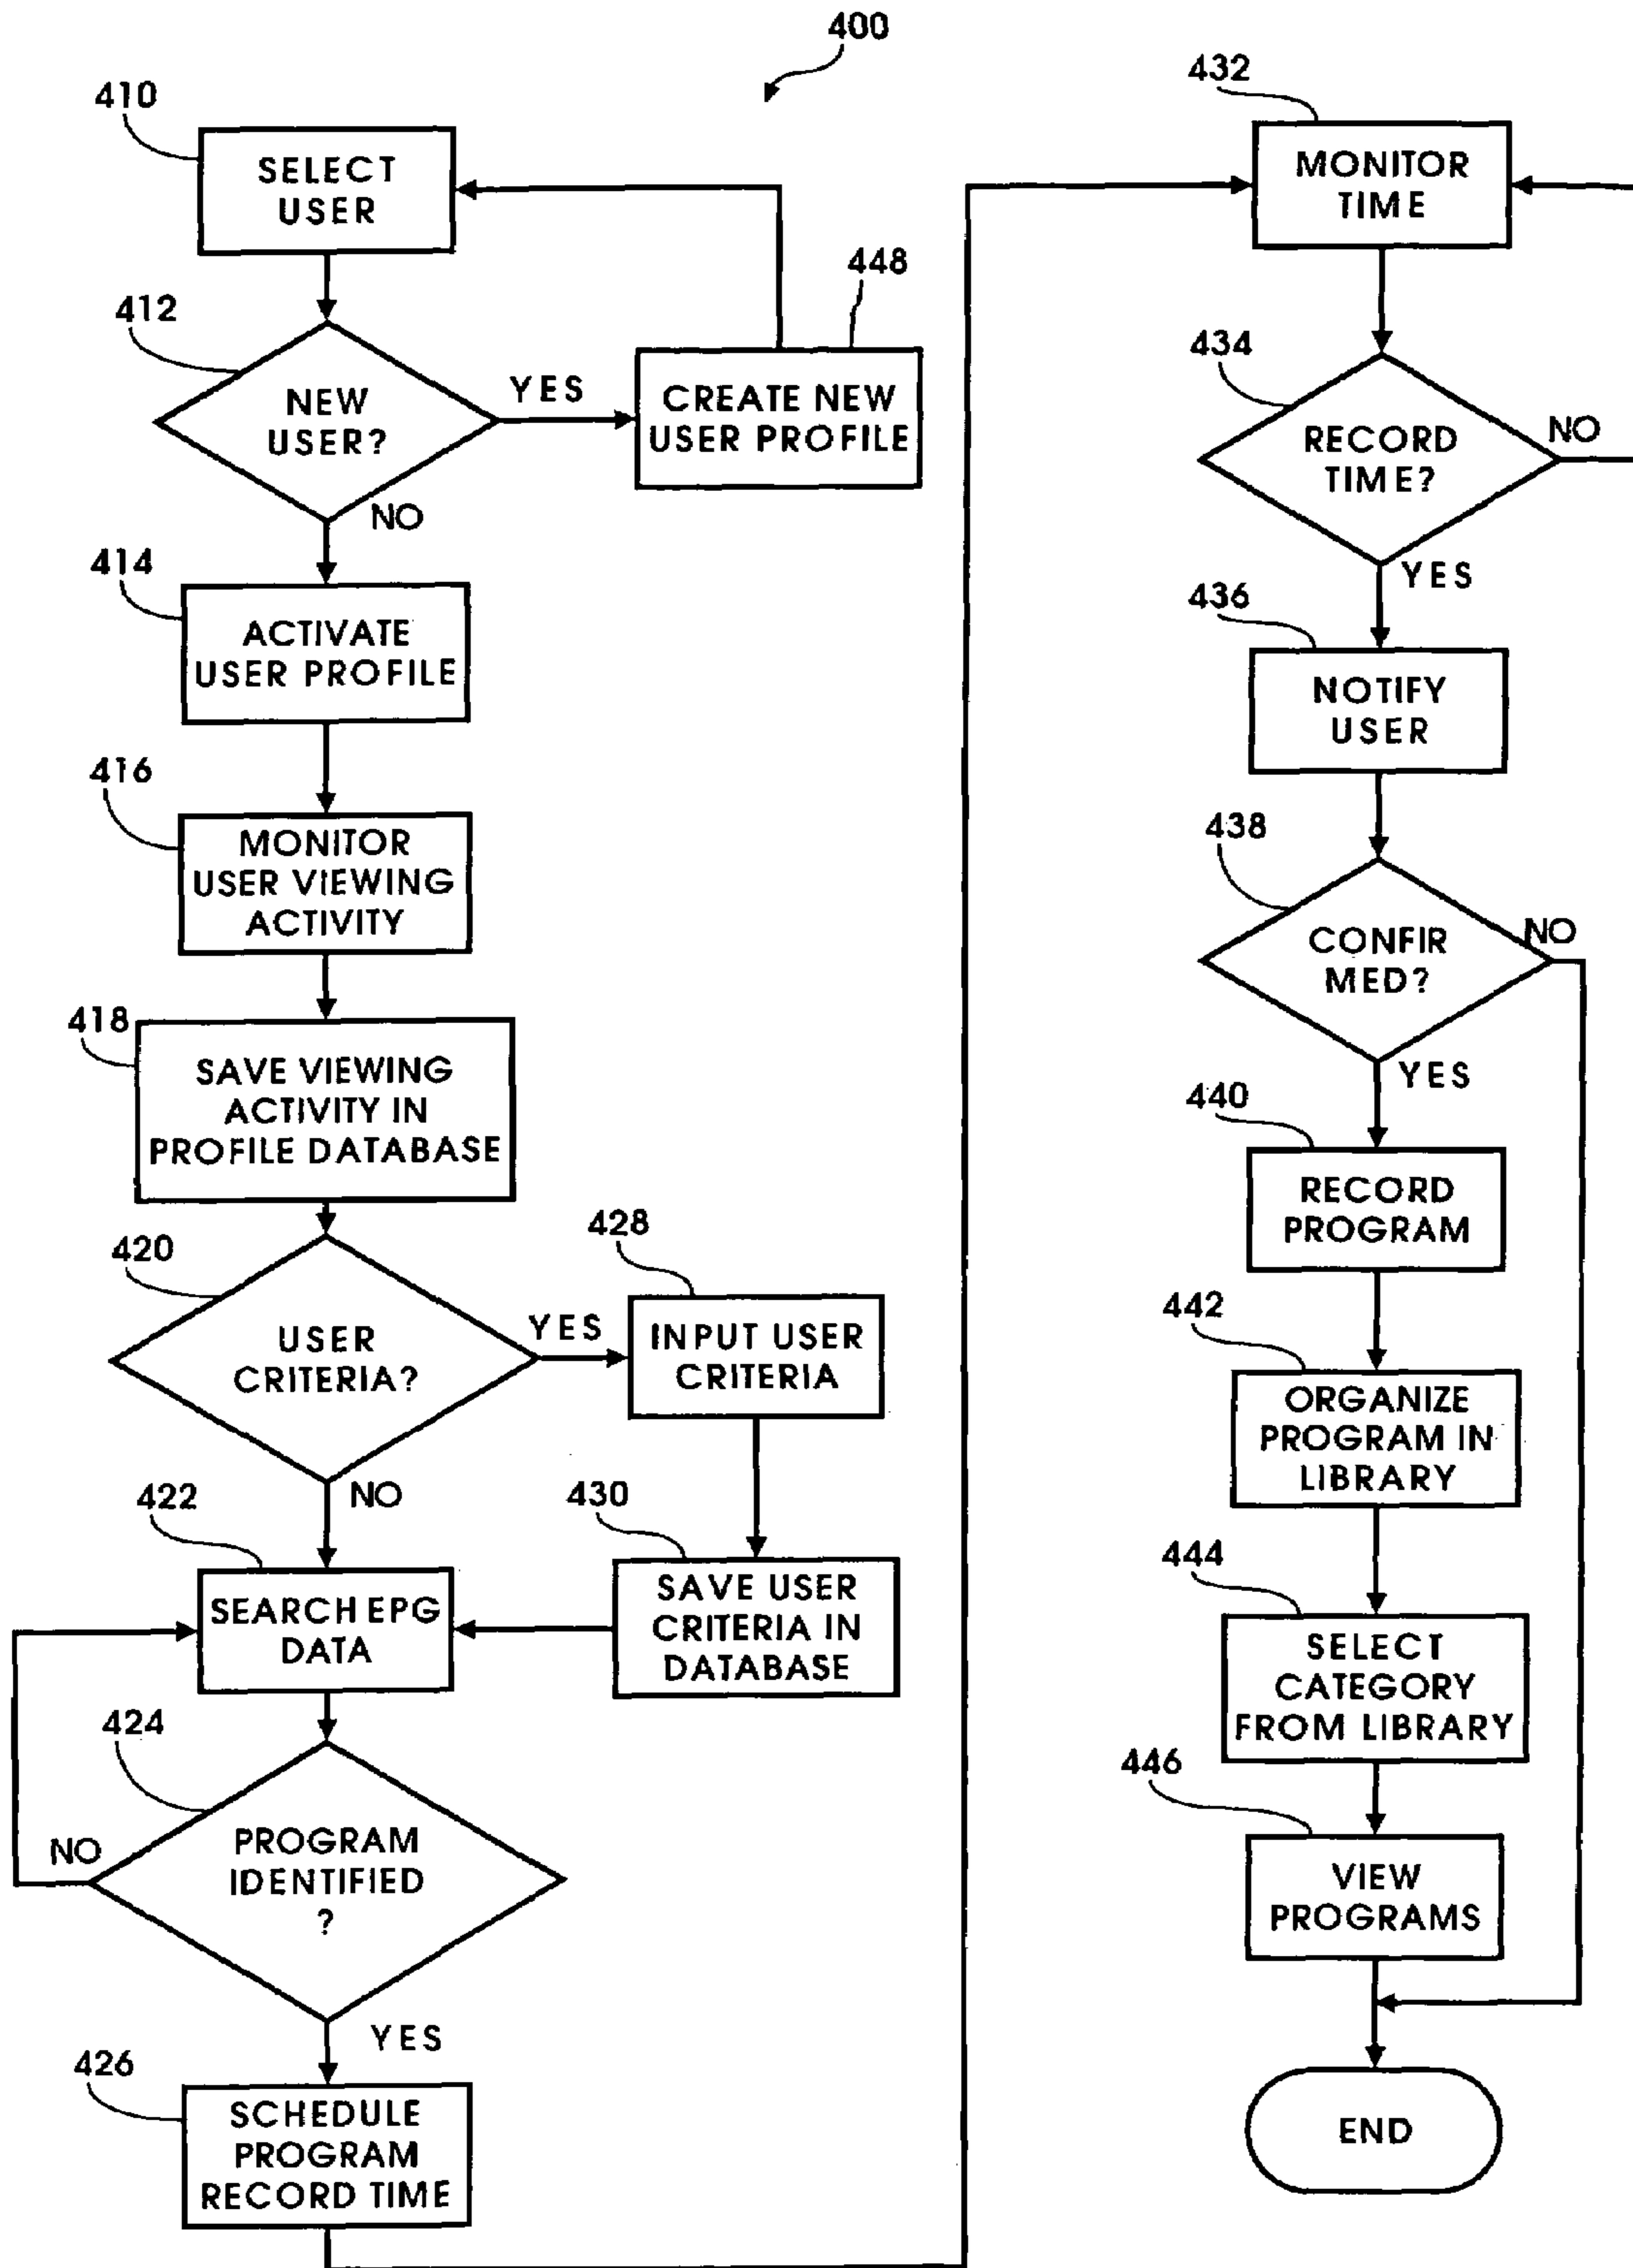 400
410
SELECT
USER
448
412
NEW
USER?
YES
CREATE NEW
USER PROFILE
NO
414
ACTIVATE
USER PROFILE
416
MONITOR
USER VIEWING
ACTIVITY
418
SAVE VIEWING
ACTIVITY IN
PROFILE DATABASE
420
USER
CRITERIA?
YES
428
INPUT USER
CRITERIA
NO
422
SEARCH EPG
DATA
430
SAVE USER
CRITERIA IN
DATABASE
424
PROGRAM
IDENTIFIED
?
NO
YES
426
SCHEDULE
PROGRAM
RECORD TIME
432
MONITOR
TIME
434
RECORD
TIME?
NO
YES
436
NOTIFY
USER
438
CONFIR
MED?
NO
YES
440
RECORD
PROGRAM
442
ORGANIZE
PROGRAM IN
LIBRARY
444
SELECT
CATEGORY
FROM LIBRARY
446
VIEW
PROGRAMS
END